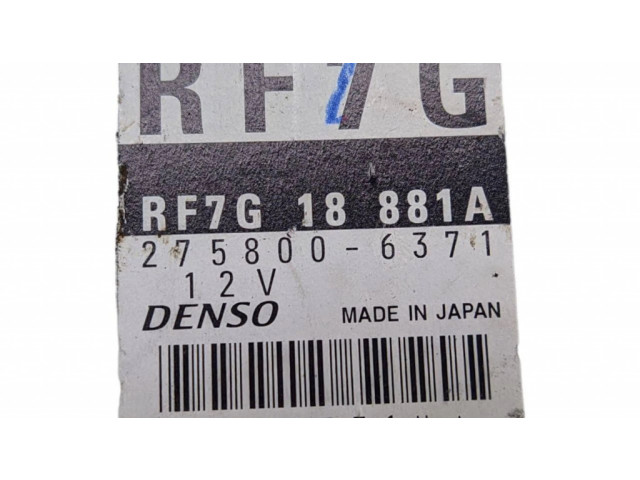 RF7G
RF7G 18 881A
275800-6371
12V
DENSO MADE IN JAPAN